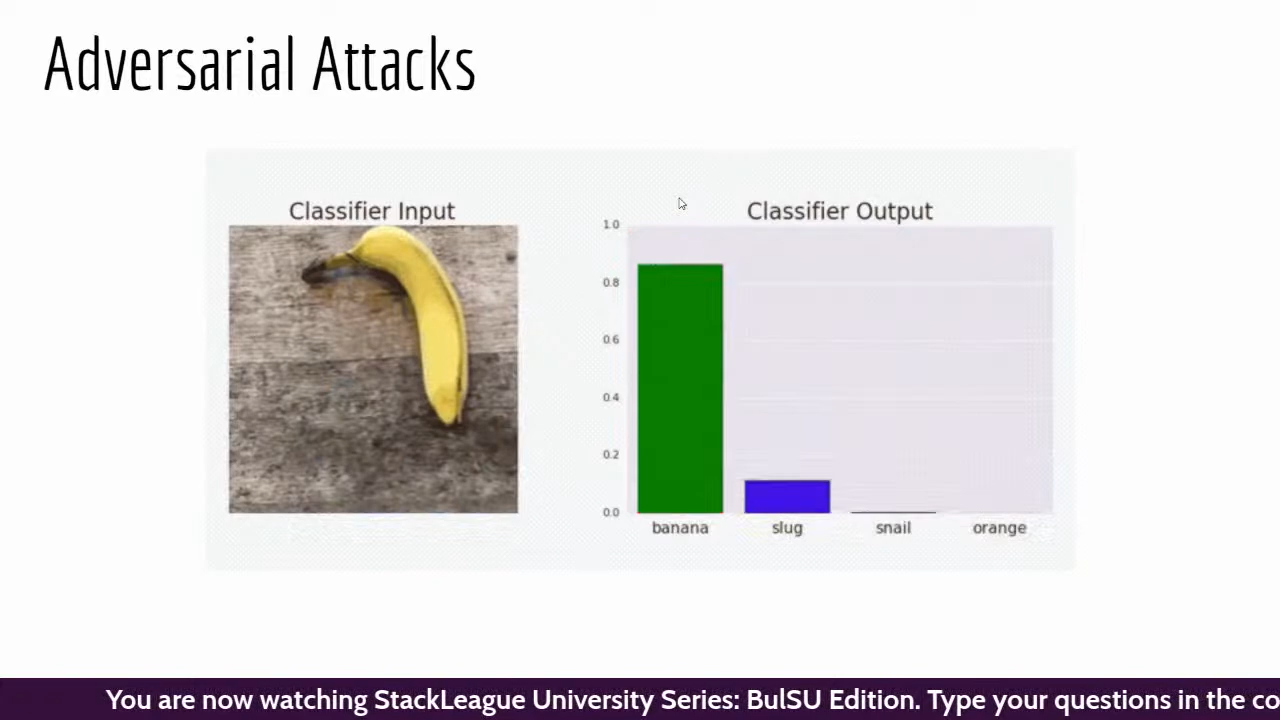 Adversarial Attacks
Classifier Input
Classifier Output
1.0
0.8
0.6
0.4
0.2
0.0
banana slug snail orange
You are now watching StackLeague University Series: BulSU Edition. Type your questions in the co